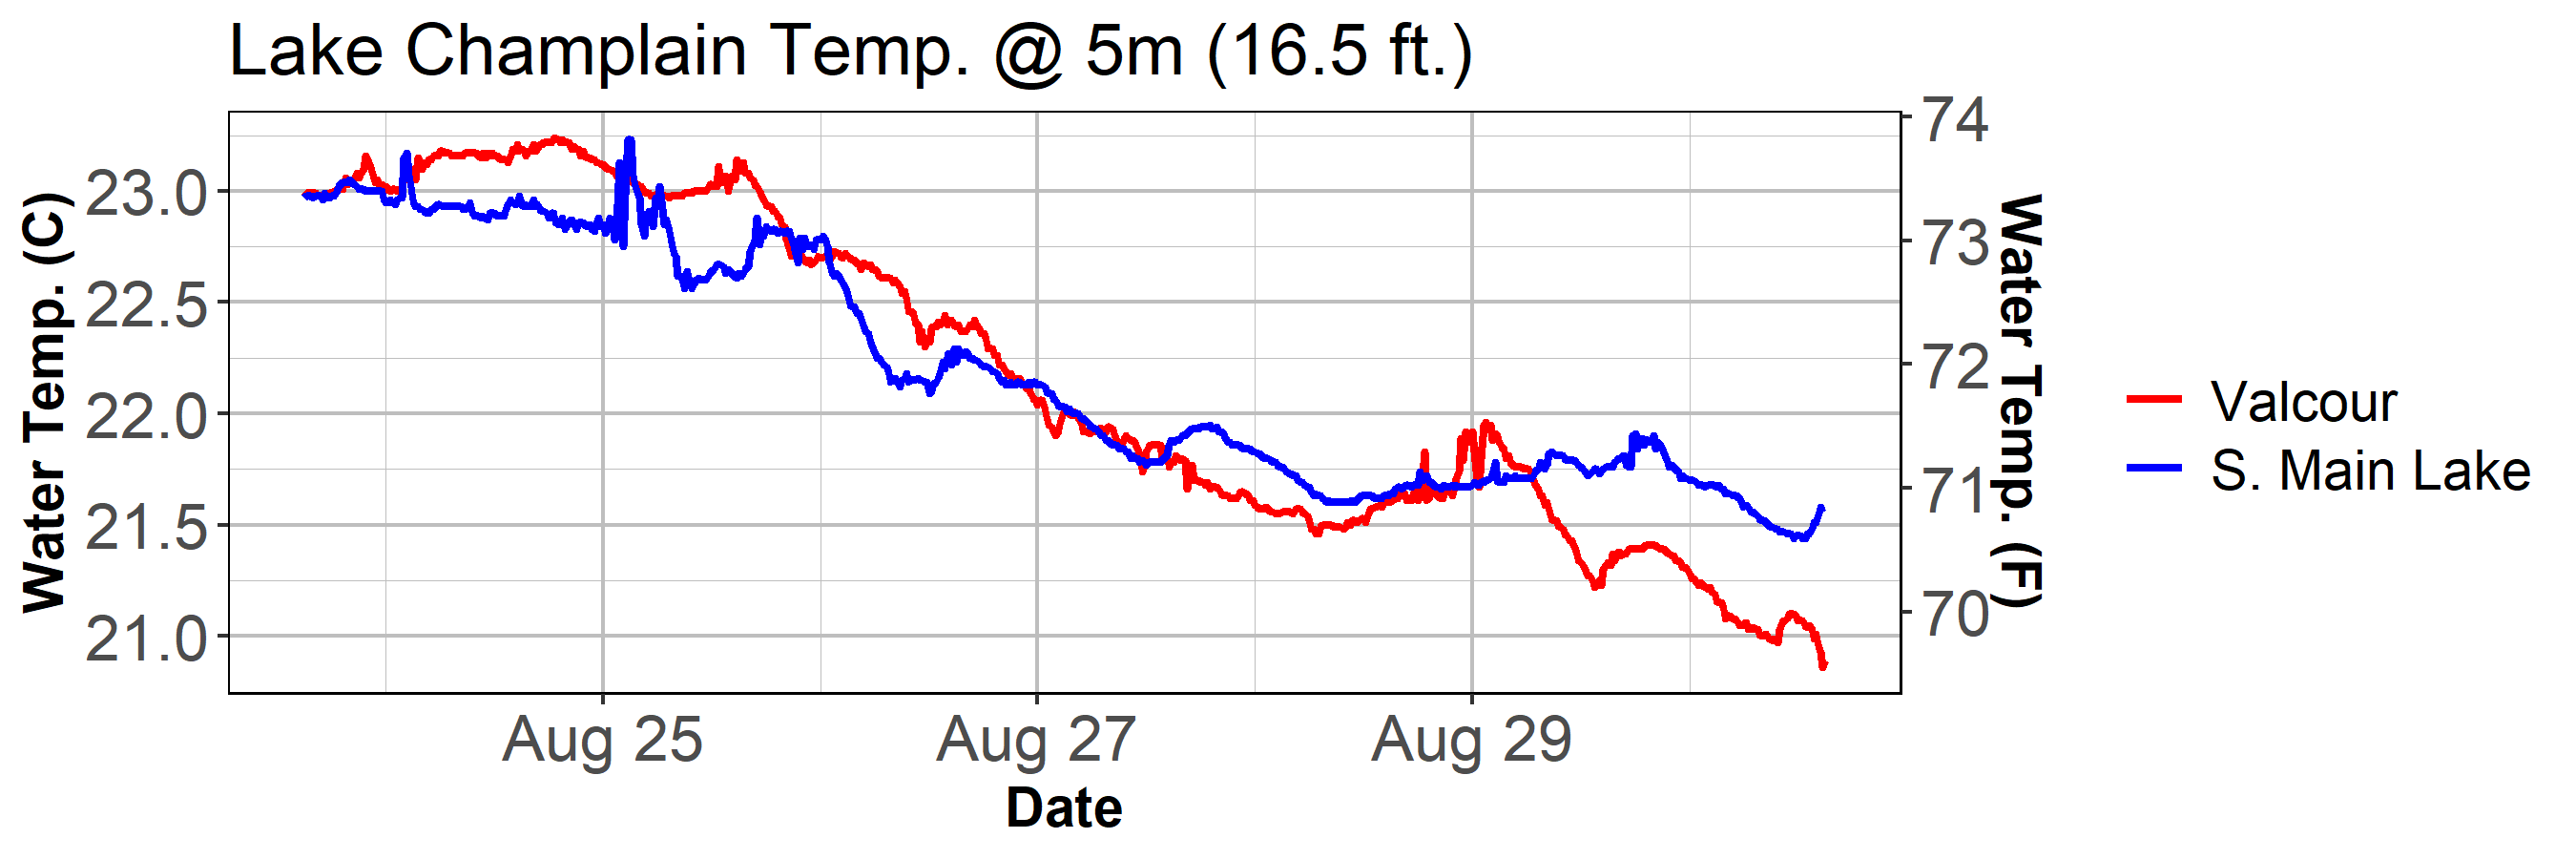 Lake Champlain Temp. @ 5m (16.5 ft.)
Water Temp. (C)
23.0
22.5
22.0
21.5
21.0
74
73
72
71
70
Water Temp. (F)
Aug 25
Aug 27
Aug 29
Date
Valcour
S. Main Lake